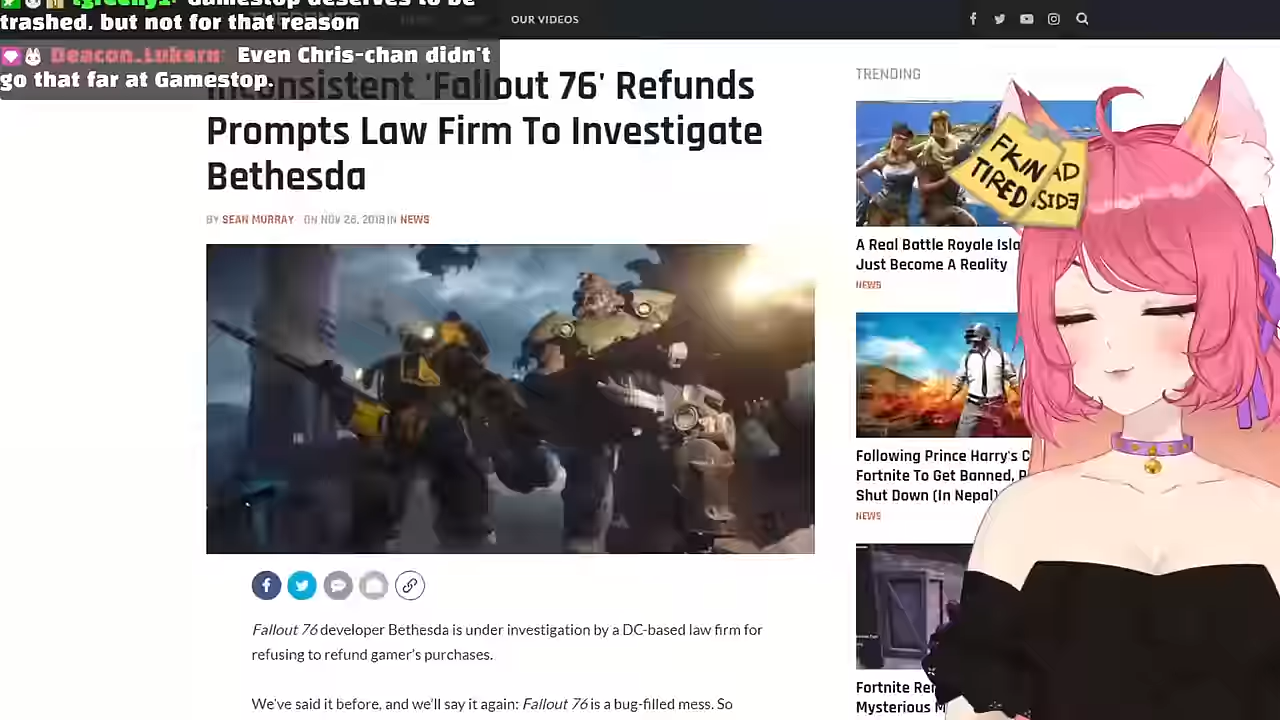 Gamestop deserves to be
trashed. but not for that reason
Deacon.Lukern: Even Chris-chan didn't
go that far at Gamestop.
OUR VIDEOS
Inconsistent 'Fallout 76' Refunds
Prompts Law Firm To Investigate
Bethesda
BY SEAN MURRAY ON NOV 26, 2018 IN NEWS
Fallout 76 developer Bethesda is under investigation by a DC-based law firm for
refusing to refund gamer's purchases.
We've said it before, and we'll say it again: Fallout 76 is a bug-filled mess. So
TRENDING
A Real Battle Royale Isla
Just Become A Reality
NEWS
Following Prince Harry's C
Fortnite To Get Banned, P
Shut Down (In Nepal)
NEWS
Fortnite Rer
Mysterious M
FKIN
TIRED
AD
SIDE